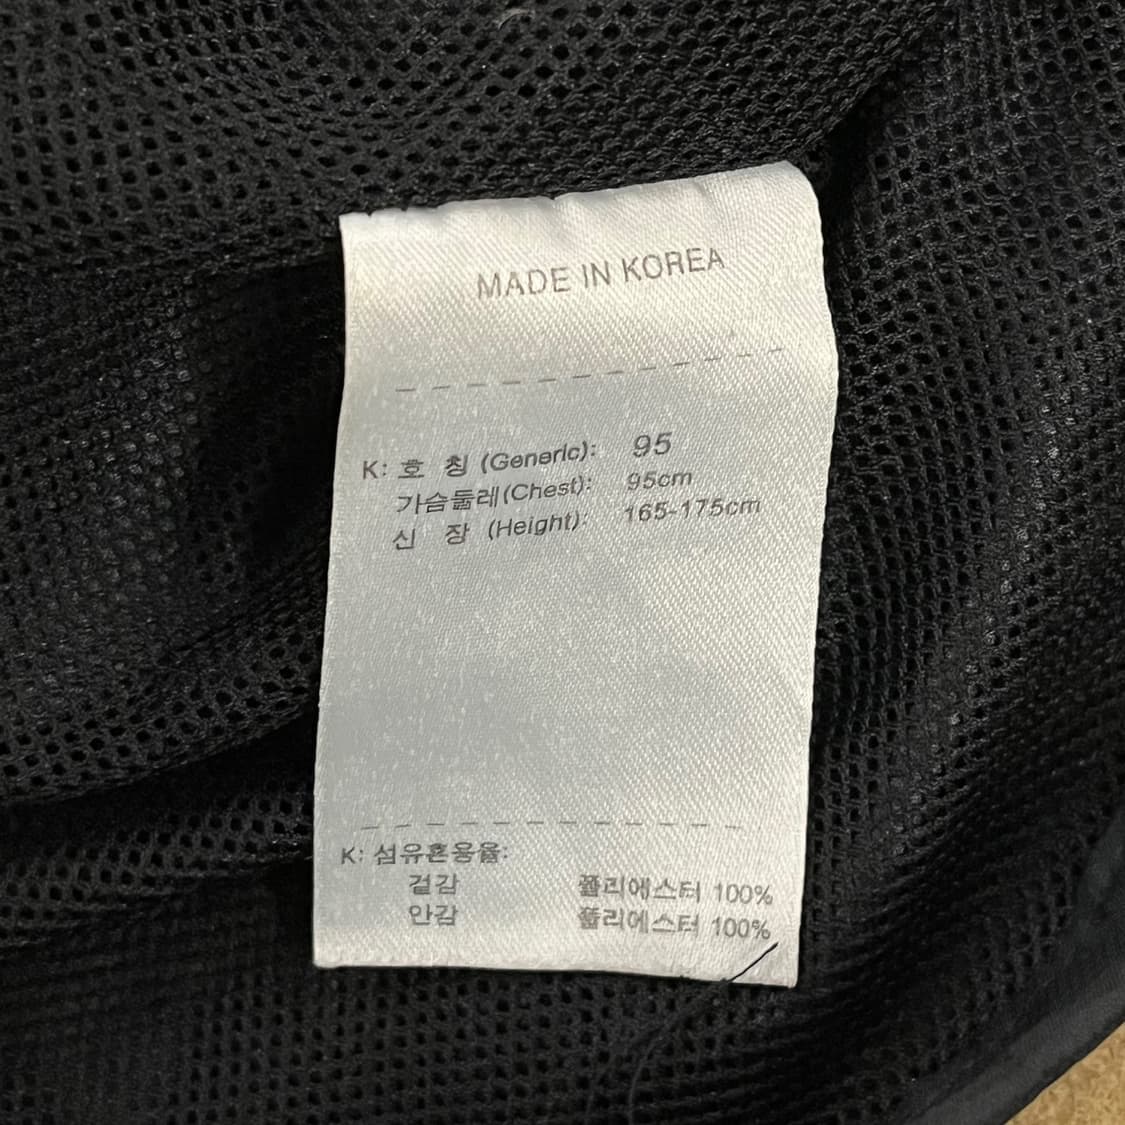 MADE IN KOREA
K: 호 칭 (Generic): 95
가슴둘레(Chest): 95cm
신 장 (Height): 165-175cm
K: 섬유혼용율:
겉감 폴리에스터 100%
안감 폴리에스터 100%